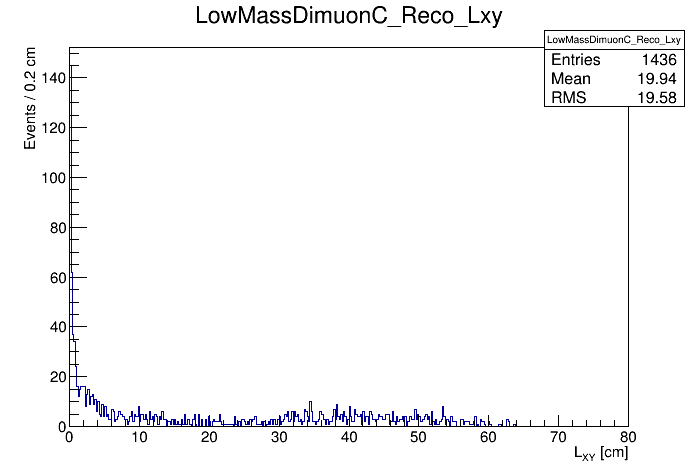 LowMassDimuonC_Reco_Lxy
LowMassDimuonC_Reco_Lxy
Entries 1436
Mean 19.94
RMS 19.58
Events / 0.2 cm
140
120
100
80
60
40
20
0
0 10 20 30 40 50 60 70 80
L_XY [cm]